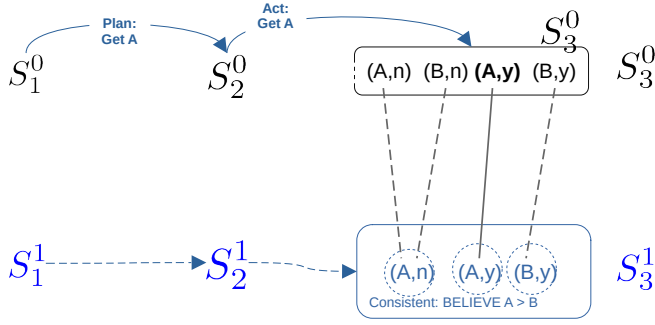 Plan:
Get A
Act:
Get A
S_3^0
S_1^0
S_2^0
(A,n) (B,n) (A,y) (B,y)
S_3^0
S_1^1
S_2^1
(A,n) (A,y) (B,y)
Consistent: BELIEVE A > B
S_3^1